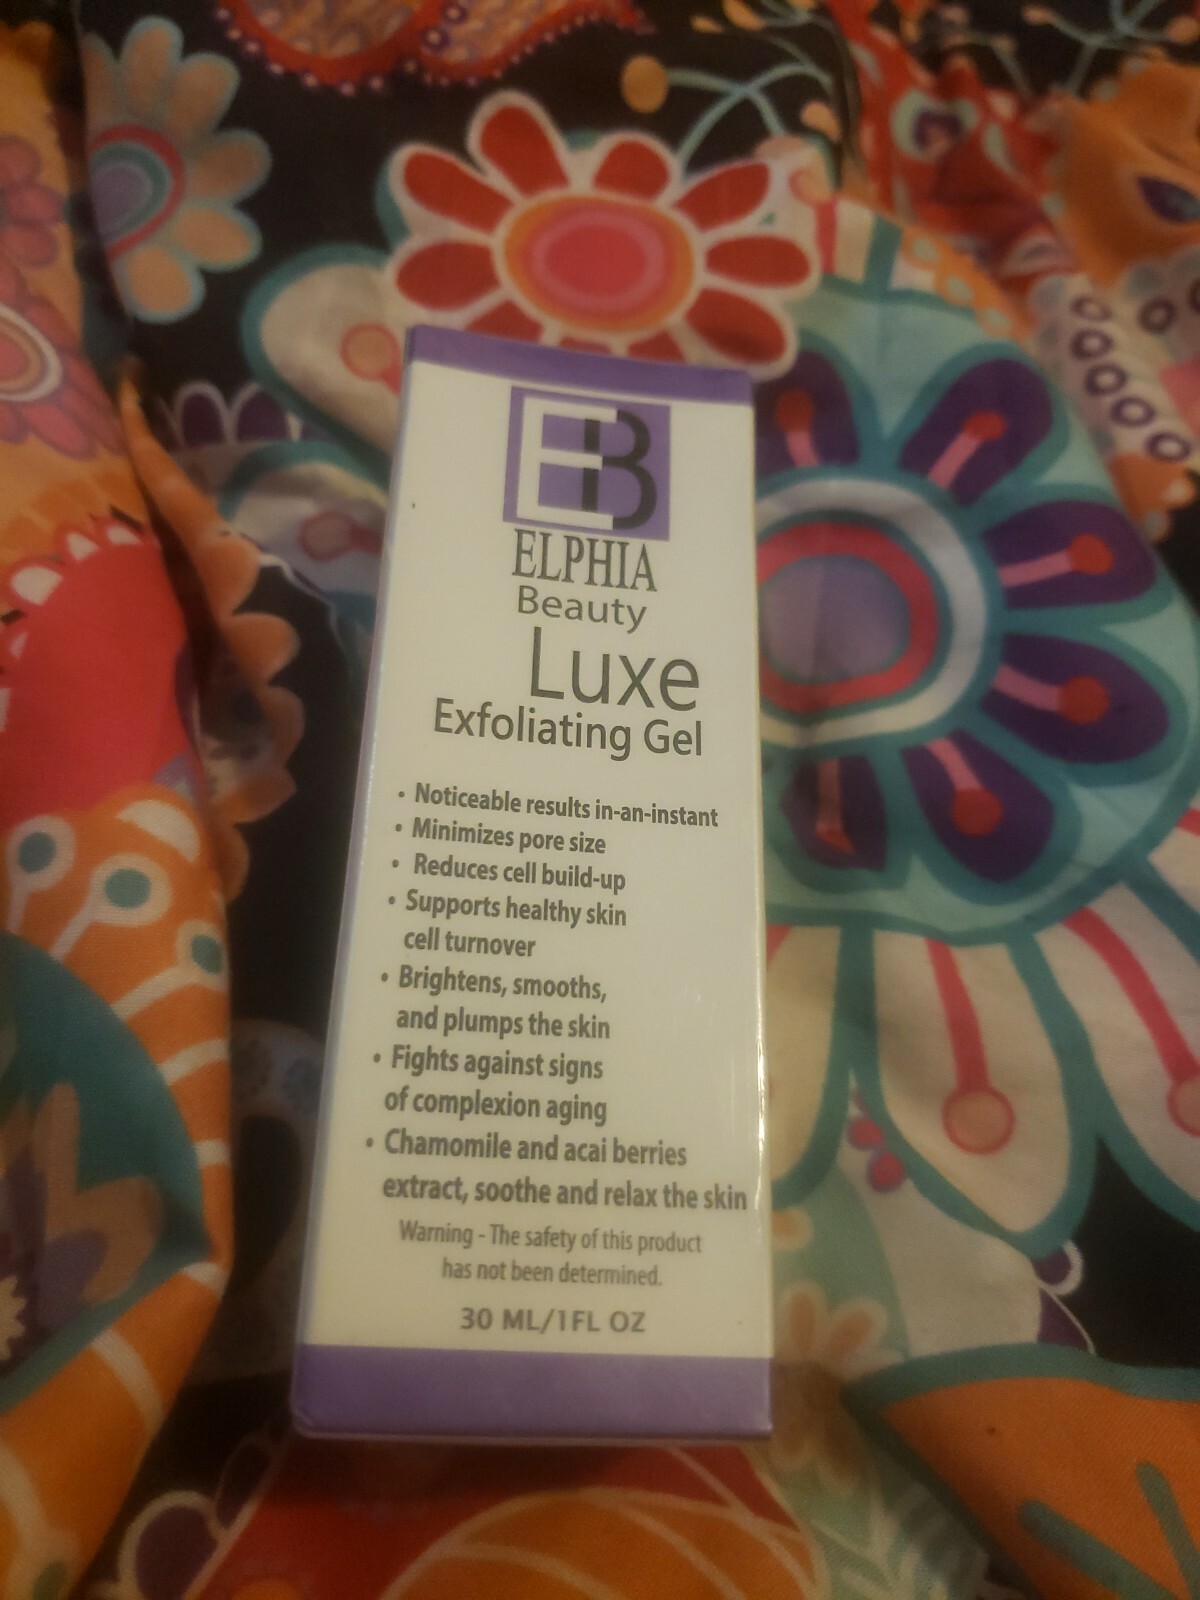 EB
ELPHIA
Beauty
Luxe
Exfoliating Gel
• Noticeable results in-an-instant
• Minimizes pore size
• Reduces cell build-up
• Supports healthy skin
cell turnover
• Brightens, smooths,
and plumps the skin
• Fights against signs
of complexion aging
• Chamomile and acai berries
extract, soothe and relax the skin
Warning - The safety of this product
has not been determined.
30 ML/1FL OZ